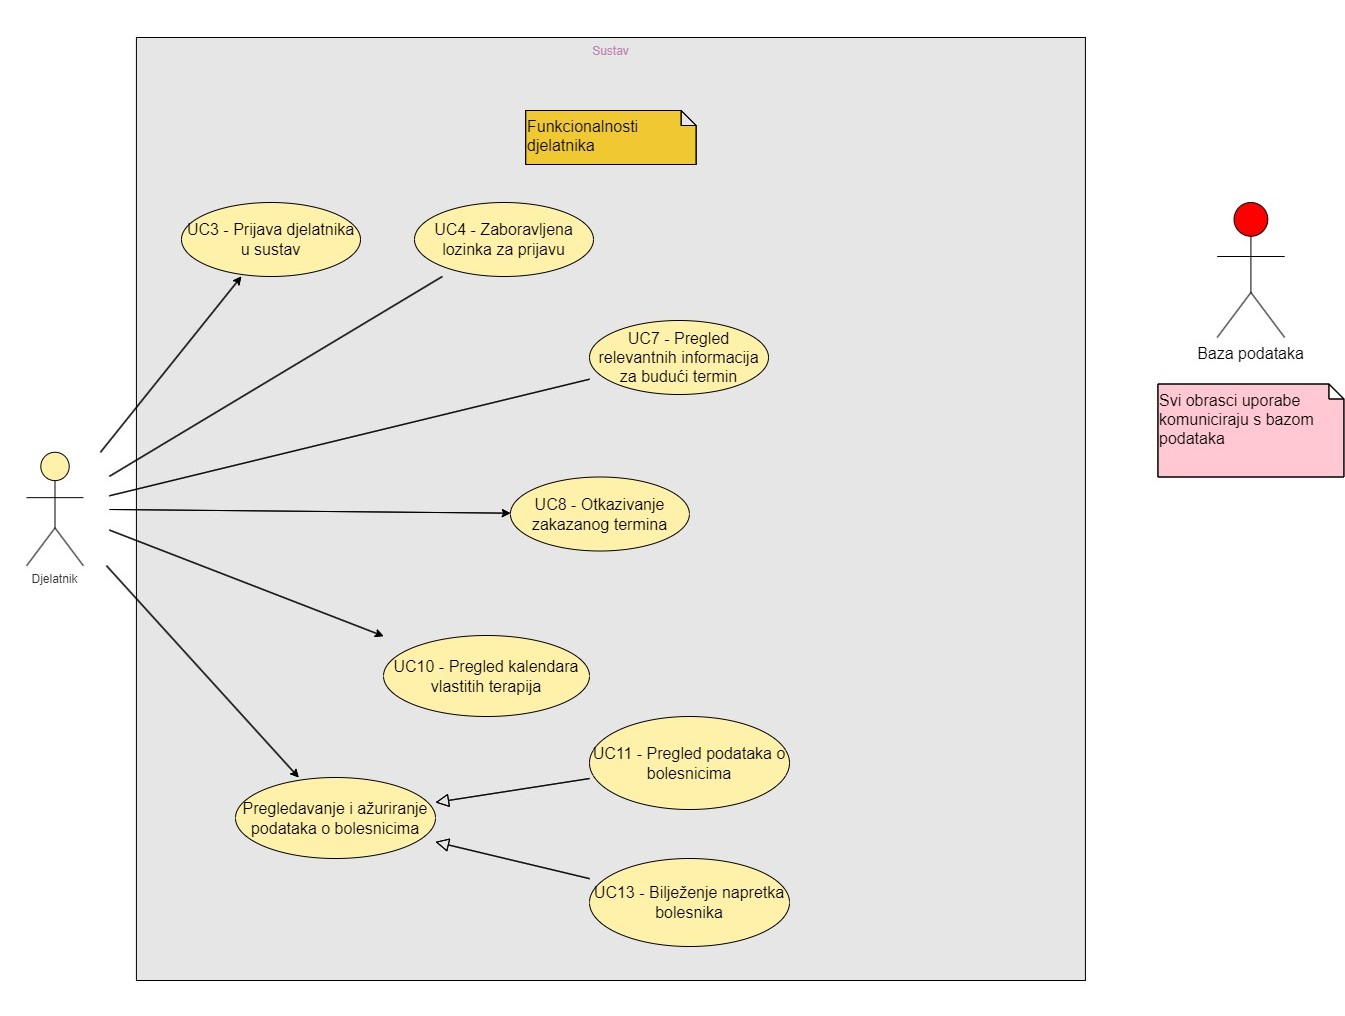 Sustav
Funkcionalnosti
djelatnika
UC3 - Prijava djelatnika
u sustav
UC4 - Zaboravljena
lozinka za prijavu
UC7 - Pregled
relevantnih informacija
za budući termin
Baza podataka
Svi obrasci uporabe
komuniciraju s bazom
podataka
UC8 - Otkazivanje
zakazanog termina
Djelatnik
UC10 - Pregled kalendara
vlastitih terapija
UC11 - Pregled podataka o
bolesnicima
Pregledavanje i ažuriranje
podataka o bolesnicima
UC13 - Bilježenje napretka
bolesnika